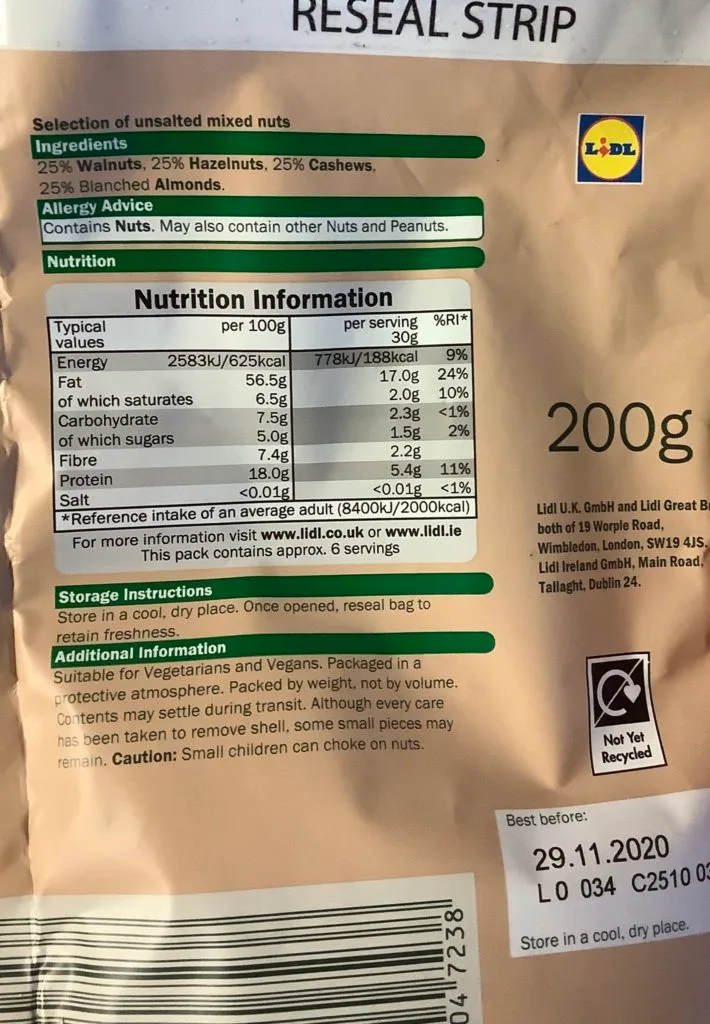 RESEAL STRIP
Selection of unsalted mixed nuts
Ingredients
25% Walnuts, 25% Hazelnuts, 25% Cashews,
25% Blanched Almonds.
Allergy Advice
Contains Nuts. May also contain other Nuts and Peanuts.
Nutrition
Nutrition Information
Typical values per 100g per serving 30g %RI*
Energy 2583kJ/625kcal 778kJ/188kcal 9%
Fat 56.5g 17.0g 24%
of which saturates 6.5g 2.0g 10%
Carbohydrate 7.5g 2.3g <1%
of which sugars 5.0g 1.5g 2%
Fibre 7.4g 2.2g
Protein 18.0g 5.4g 11%
Salt <0.01g <0.01g <1%
*Reference intake of an average adult (8400kJ/2000kcal)
For more information visit www.lidl.co.uk or www.lidl.ie
This pack contains approx. 6 servings
Storage Instructions
Store in a cool, dry place. Once opened, reseal bag to
retain freshness.
Additional Information
Suitable for Vegetarians and Vegans. Packaged in a
protective atmosphere. Packed by weight, not by volume.
Contents may settle during transit. Although every care
has been taken to remove shell, some small pieces may
remain. Caution: Small children can choke on nuts.
LIDL
200g
Lidl U.K. GmbH and Lidl Great
both of 19 Worple Road,
Wimbledon, London, SW19 4JS.
Lidl Ireland GmbH, Main Road,
Tallaght, Dublin 24.
Not Yet
Recycled
Best before:
29.11.2020
L0 034 C2510
Store in a cool, dry place.
04"7238